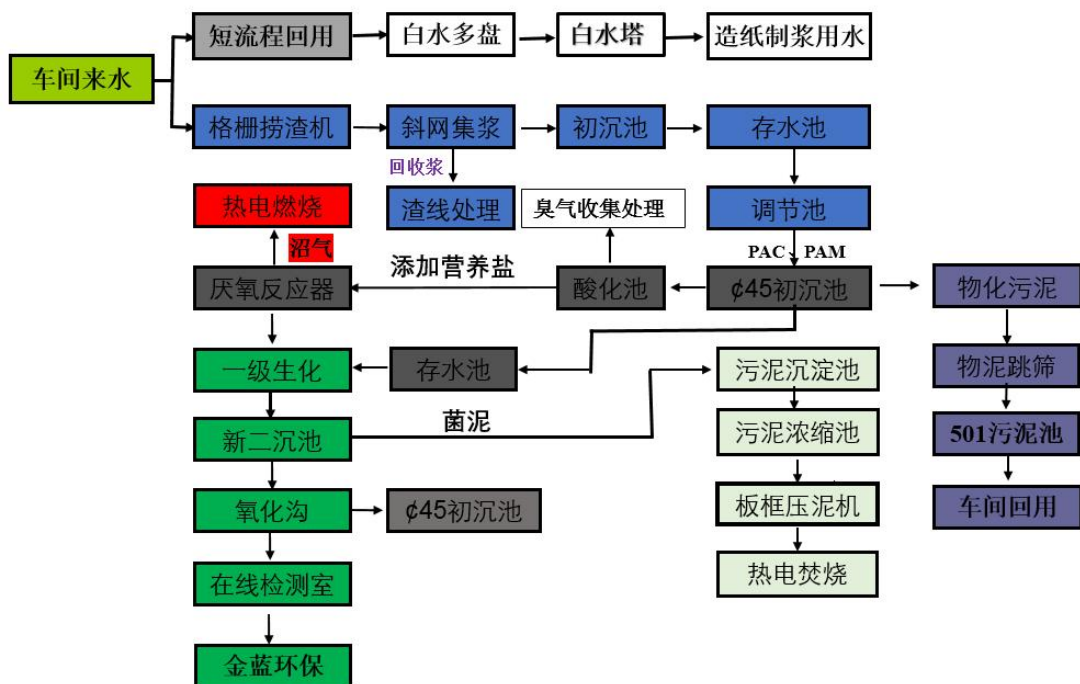 短流程回用
白水多盘
白水塔
造纸制浆用水
车间来水
格栅捞渣机
斜网集浆
初沉池
存水池
回收浆
热电燃烧
渣线处理
臭气收集处理
调节池
沼气
PAC、PAM
添加营养盐
厌氧反应器
酸化池
¢45初沉池
物化污泥
一级生化
存水池
污泥沉淀池
物泥跳筛
菌泥
新二沉池
污泥浓缩池
501污泥池
氧化沟
¢45初沉池
板框压泥机
车间回用
在线检测室
热电焚烧
金蓝环保